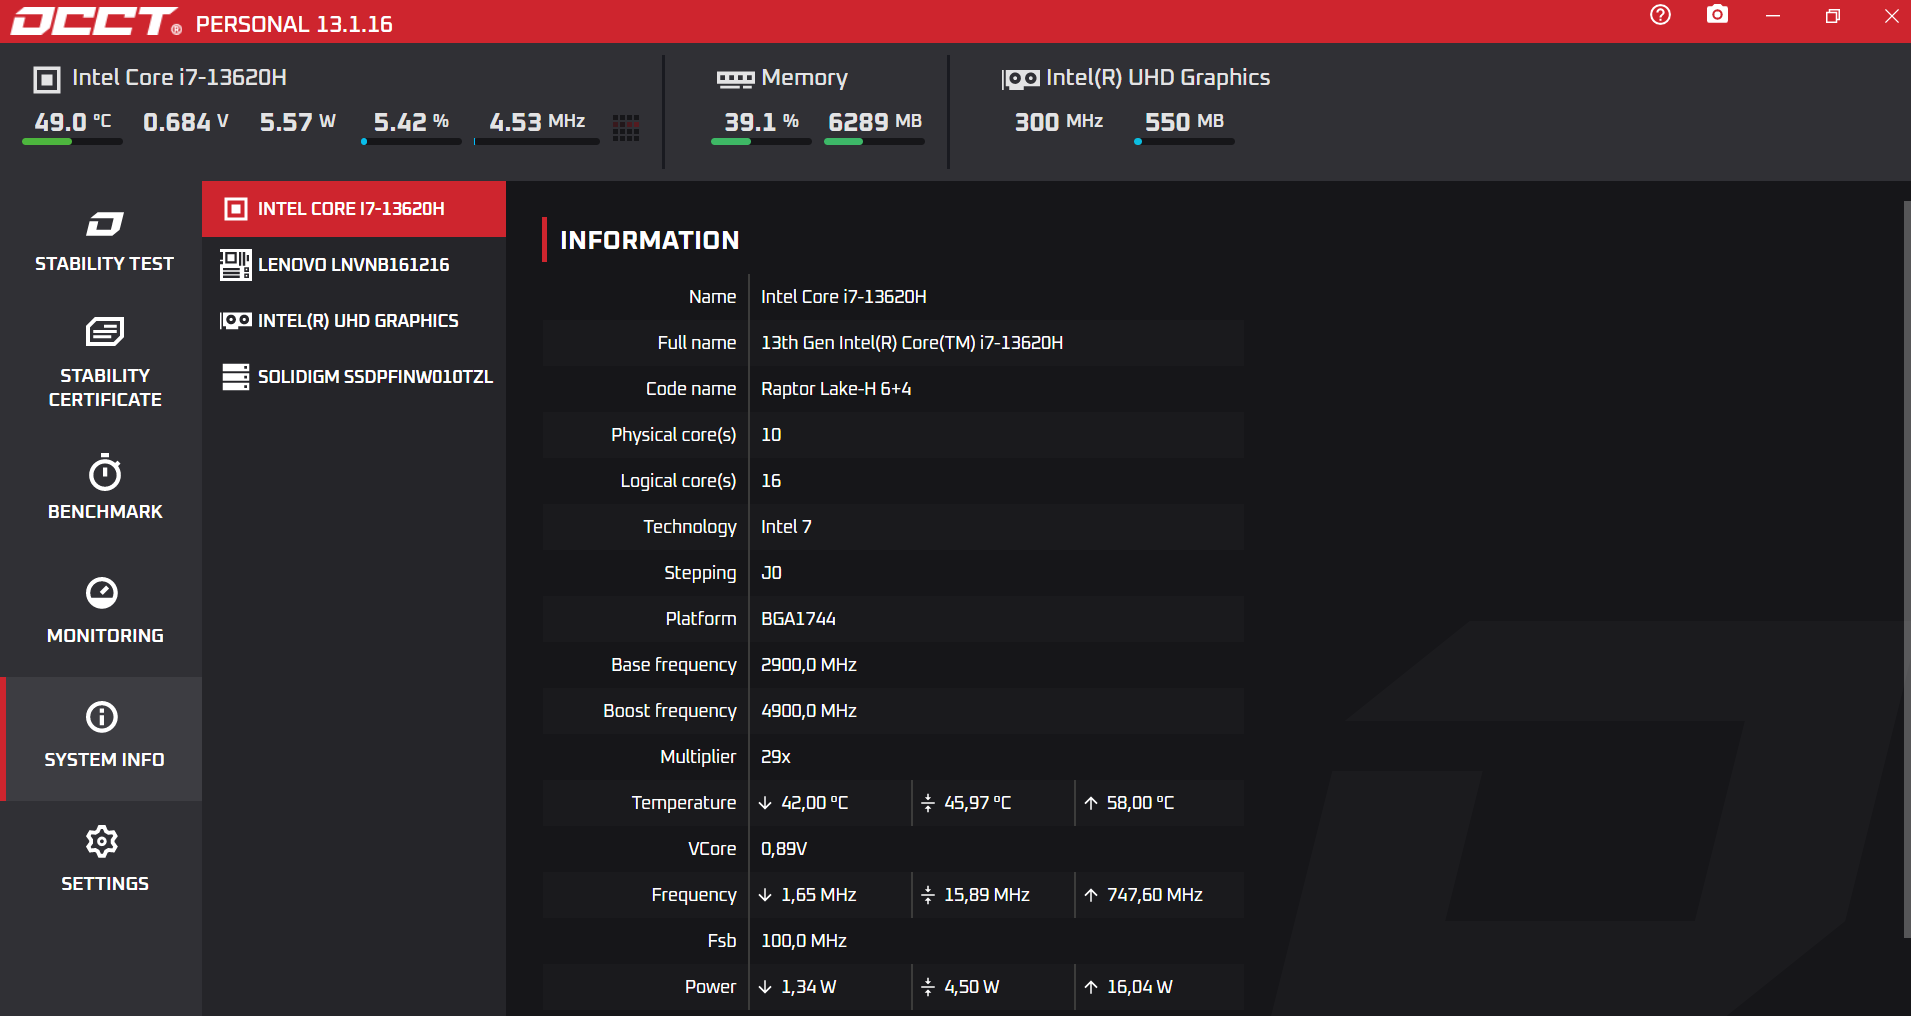 OCCT® PERSONAL 13.1.16
Intel Core i7-13620H
49.0 ºC 0.684 V 5.57 W 5.42 % 4.53 MHz
Memory
39.1 % 6289 MB
Intel(R) UHD Graphics
300 MHz 550 MB
STABILITY TEST
STABILITY
CERTIFICATE
BENCHMARK
MONITORING
SYSTEM INFO
SETTINGS
INTEL CORE I7-13620H
LENOVO LNVNB161216
INTEL(R) UHD GRAPHICS
SOLIDIGM SSDPFINW010TZL
INFORMATION
Name Intel Core i7-13620H
Full name 13th Gen Intel(R) Core(TM) i7-13620H
Code name Raptor Lake-H 6+4
Physical core(s) 10
Logical core(s) 16
Technology Intel 7
Stepping J0
Platform BGA1744
Base frequency 2900,0 MHz
Boost frequency 4900,0 MHz
Multiplier 29x
Temperature 42,00 ºC 45,97 ºC 58,00 ºC
VCore 0,89V
Frequency 1,65 MHz 15,89 MHz 747,60 MHz
Fsb 100,0 MHz
Power 1,34 W 4,50 W 16,04 W